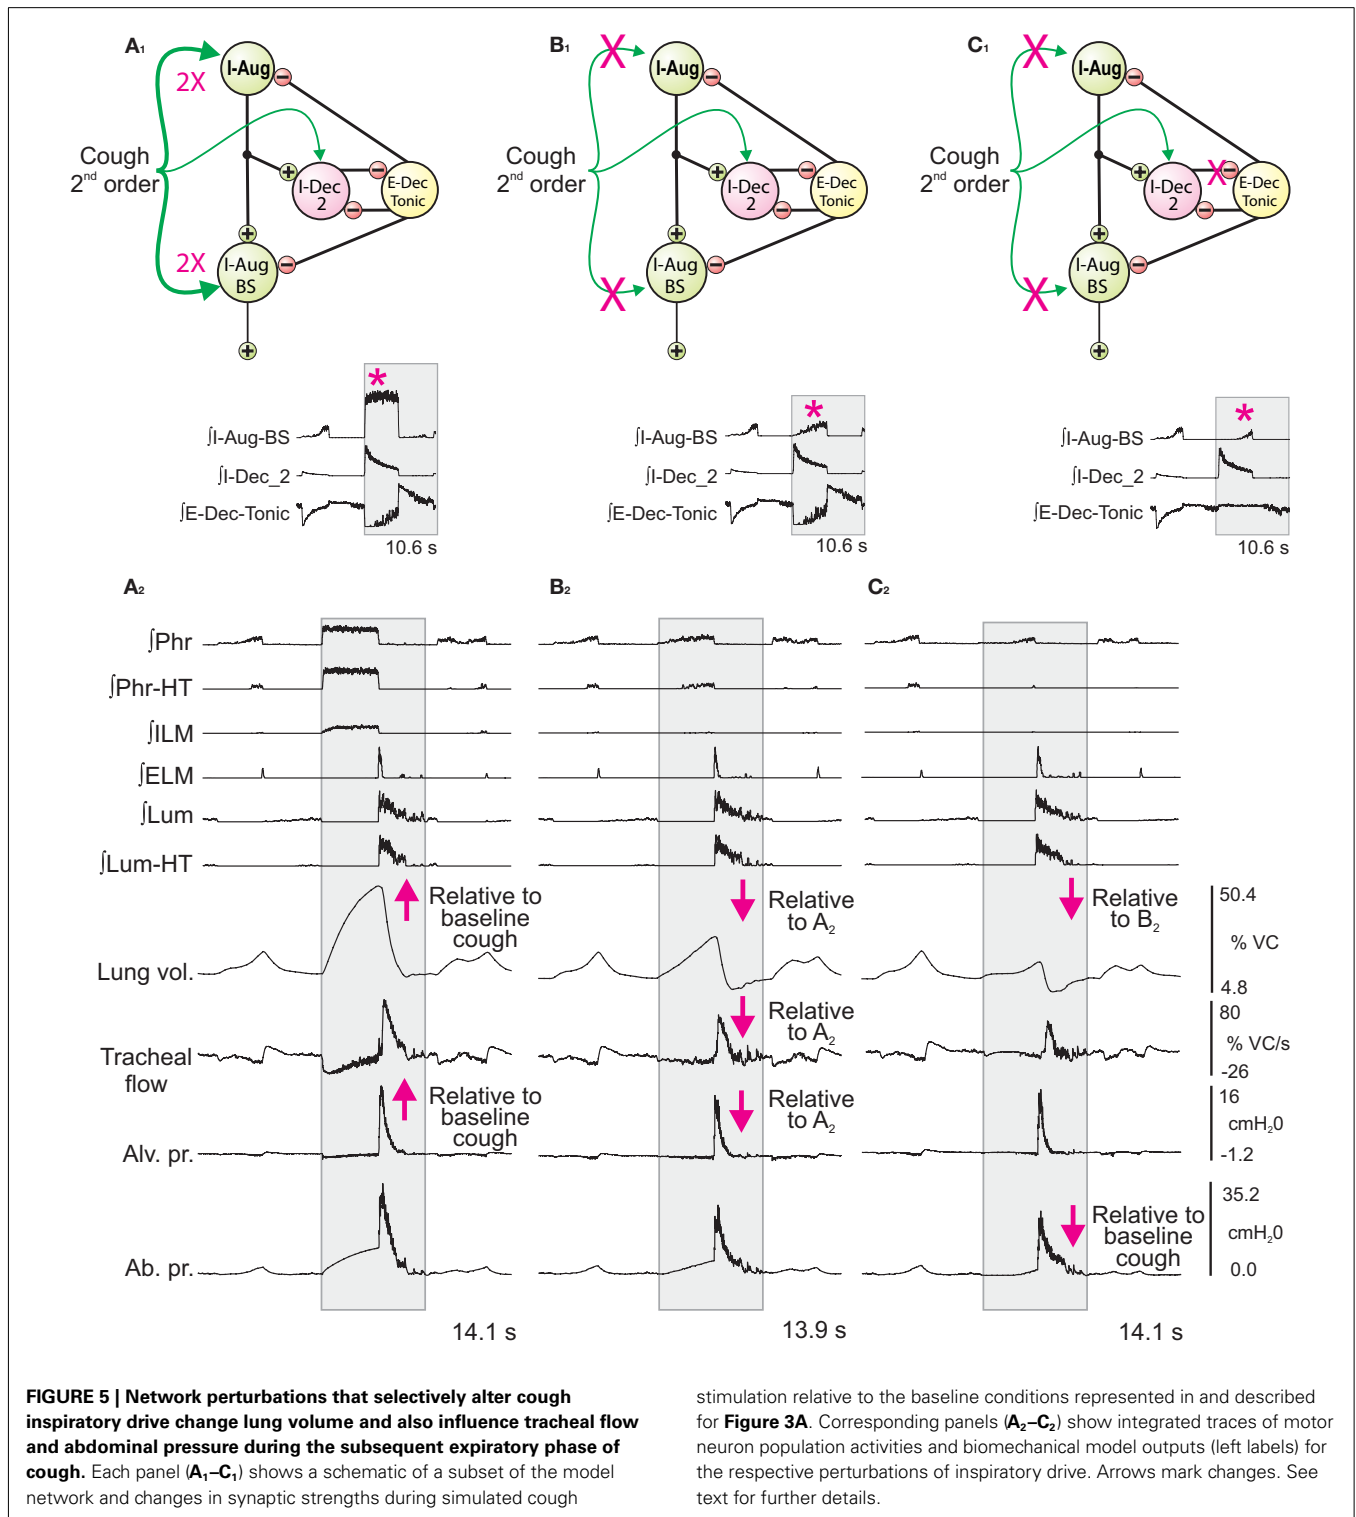 A1
I-Aug
2X
Cough
2nd order
I-Dec
2
E-Dec
Tonic
2X
I-Aug
BS
∫I-Aug-BS
∫I-Dec_2
∫E-Dec-Tonic
*
10.6 s
B1
I-Aug
X
Cough
2nd order
I-Dec
2
E-Dec
Tonic
X
I-Aug
BS
∫I-Aug-BS
∫I-Dec_2
∫E-Dec-Tonic
*
10.6 s
C1
I-Aug
X
Cough
2nd order
I-Dec
2
X
E-Dec
Tonic
X
I-Aug
BS
∫I-Aug-BS
∫I-Dec_2
∫E-Dec-Tonic
*
10.6 s
A2
B2
C2
∫Phr
∫Phr-HT
∫ILM
∫ELM
∫Lum
∫Lum-HT
Lung vol.
Tracheal
flow
Alv. pr.
Ab. pr.
Relative to
baseline
cough
Relative to
baseline
cough
14.1 s
Relative
to A2
Relative
to A2
Relative
to A2
13.9 s
Relative
to B2
Relative to
baseline
cough
14.1 s
50.4
% VC
4.8
80
% VC/s
-26
16
cmH20
-1.2
35.2
cmH20
0.0
FIGURE 5 | Network perturbations that selectively alter cough
inspiratory drive change lung volume and also influence tracheal flow
and abdominal pressure during the subsequent expiratory phase of
cough. Each panel (A1–C1) shows a schematic of a subset of the model
network and changes in synaptic strengths during simulated cough
stimulation relative to the baseline conditions represented in and described
for Figure 3A. Corresponding panels (A2–C2) show integrated traces of motor
neuron population activities and biomechanical model outputs (left labels) for
the respective perturbations of inspiratory drive. Arrows mark changes. See
text for further details.